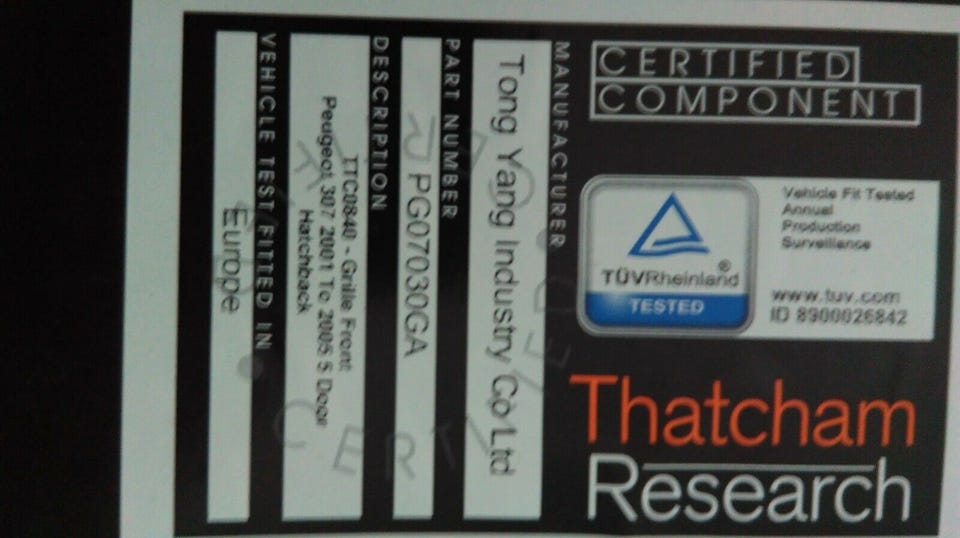 CERTIFIED
COMPONENT
TÜVRheinland®
TESTED
Vehicle Fit Tested
Annual
Production
Surveillance
www.tuv.com
ID 8900026842
Thatcham
Research
MANUFACTURER
Tong Yang Industry Co Ltd
PART NUMBER
PG07030GA
DESCRIPTION
TTC0840 - Grille Front
Peugeot 307 2001 To 2005 5 Door
Hatchback
VEHICLE TEST FITTED IN
Europe
CERTIFIED